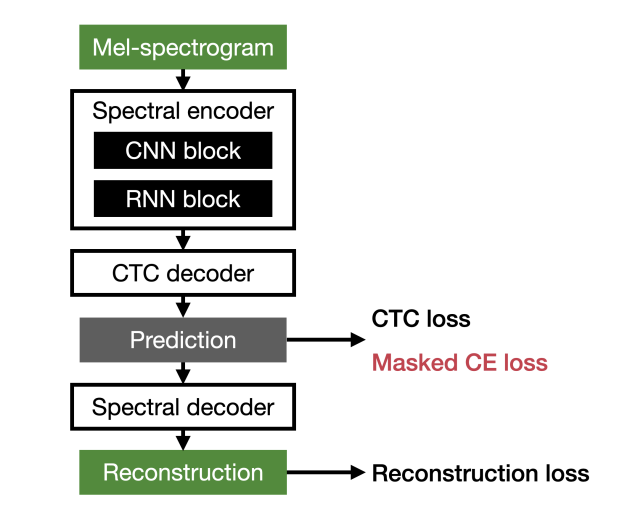 Mel-spectrogram
Spectral encoder
CNN block
RNN block
CTC decoder
Prediction
CTC loss
Masked CE loss
Spectral decoder
Reconstruction
Reconstruction loss